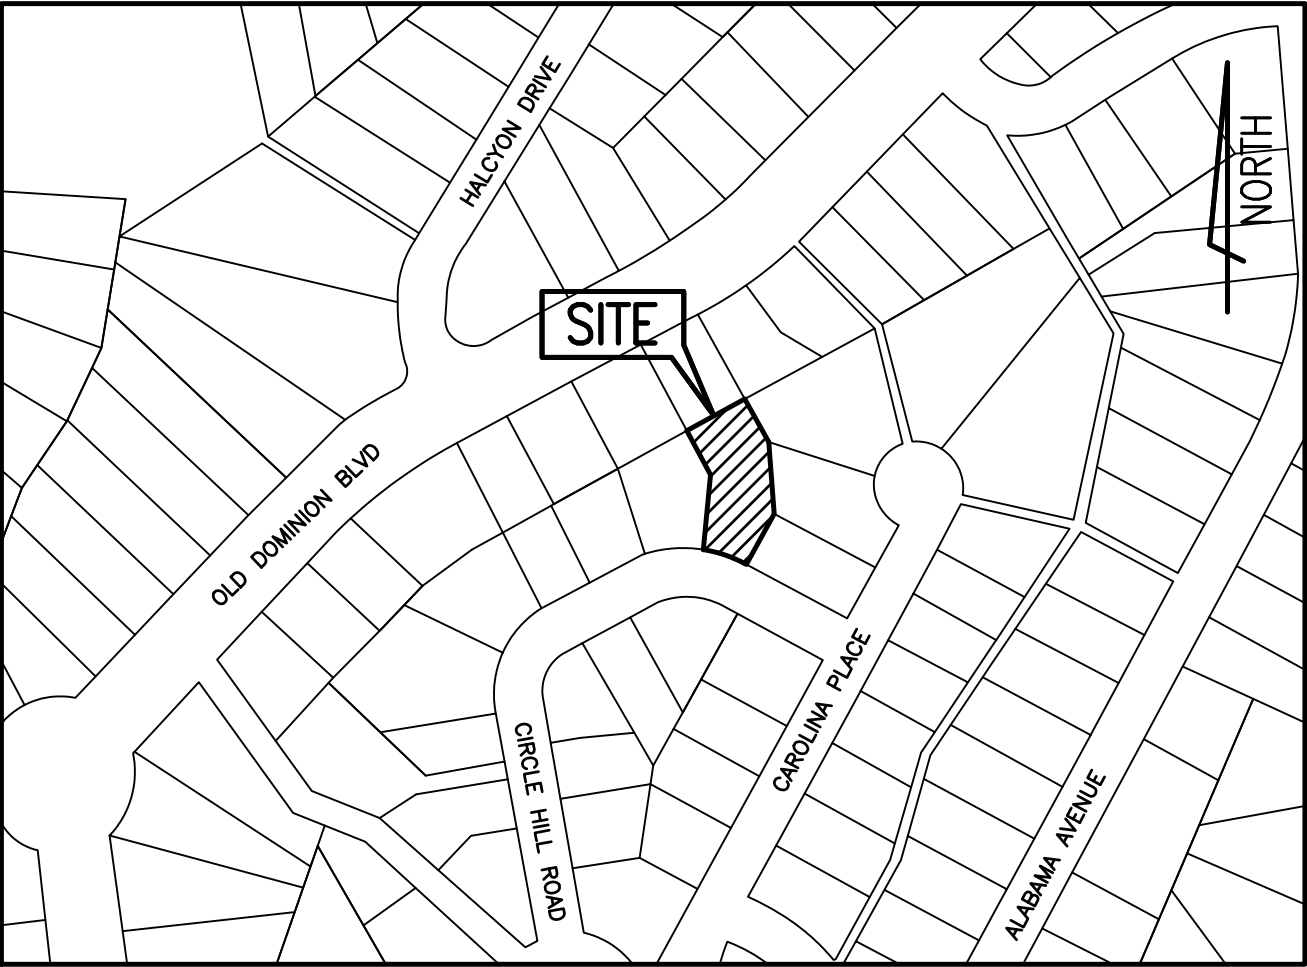 HALCYON DRIVE
NORTH
SITE
OLD DOMINION BLVD
CAROLINA PLACE
CIRCLE HILL ROAD
ALABAMA AVENUE